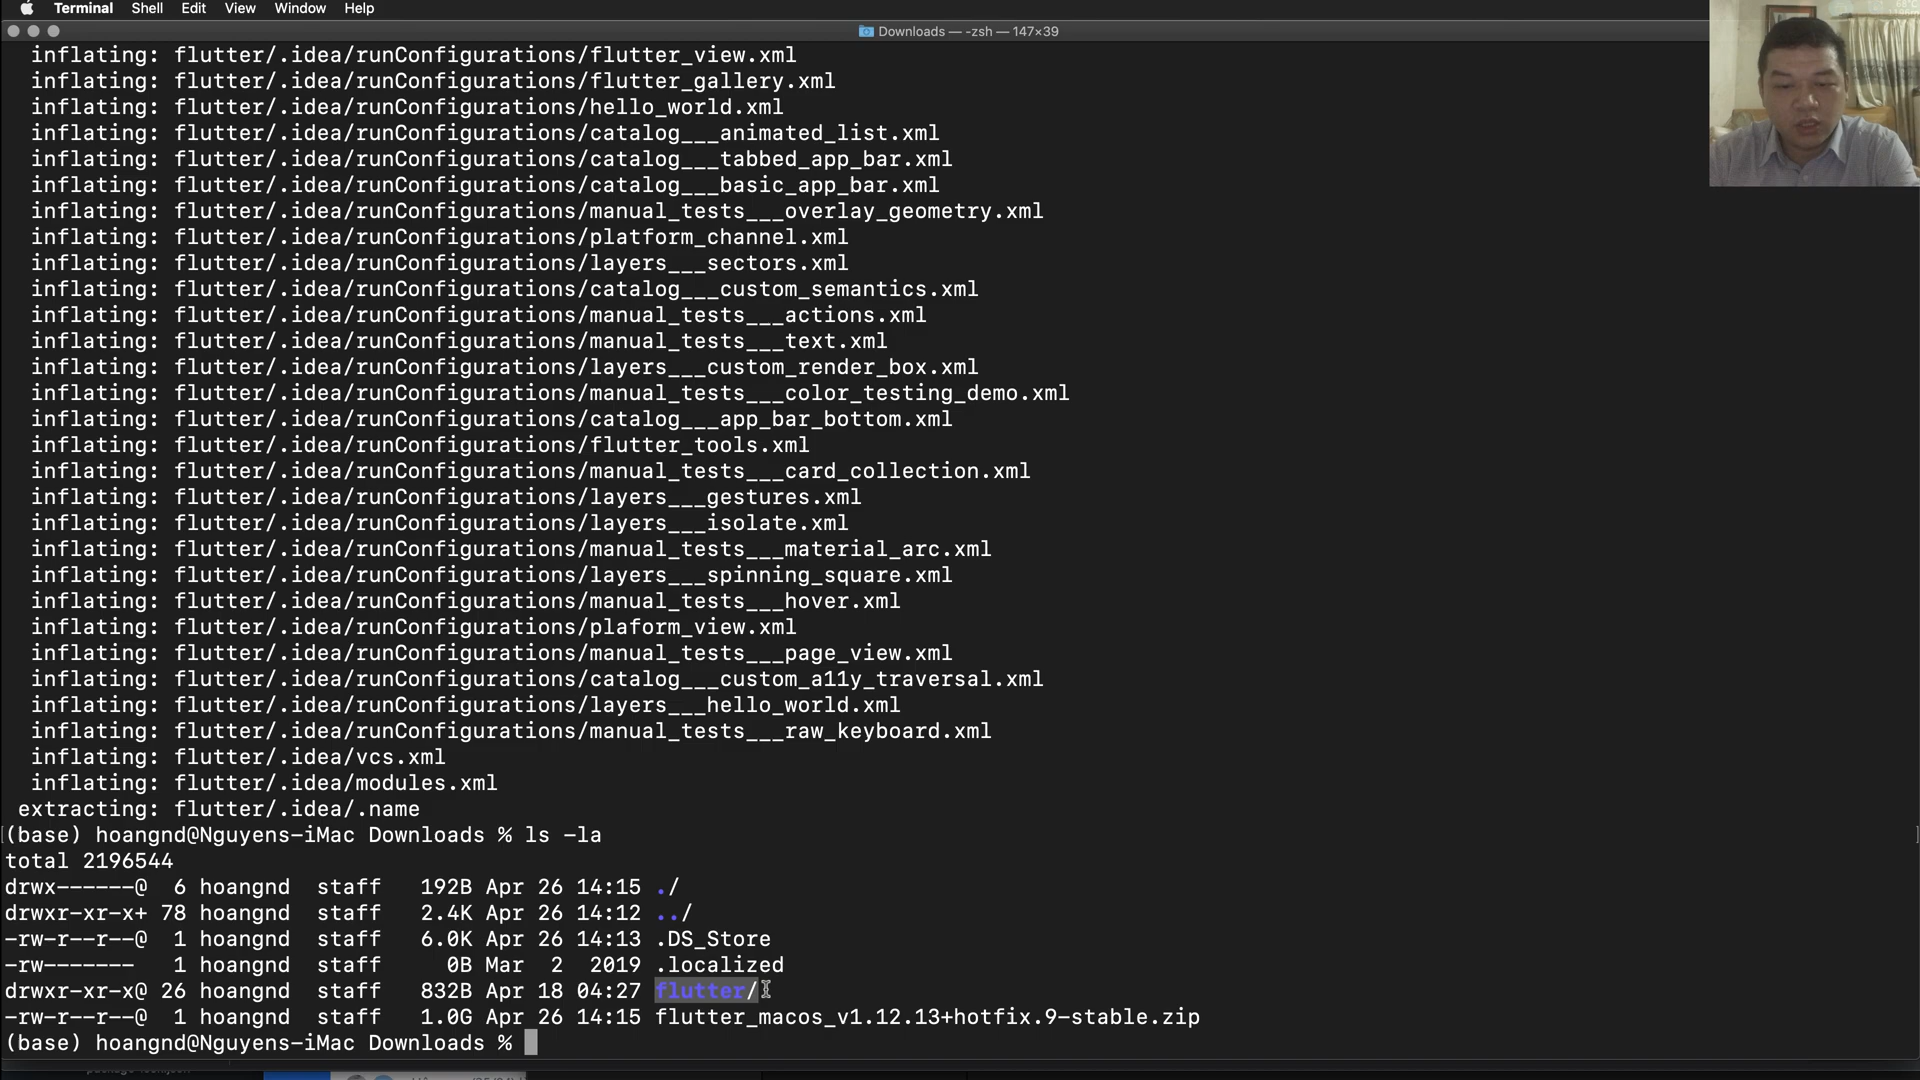 Terminal Shell Edit View Window Help
Downloads — -zsh — 147×39
inflating: flutter/.idea/runConfigurations/flutter_view.xml
inflating: flutter/.idea/runConfigurations/flutter_gallery.xml
inflating: flutter/.idea/runConfigurations/hello_world.xml
inflating: flutter/.idea/runConfigurations/catalog___animated_list.xml
inflating: flutter/.idea/runConfigurations/catalog___tabbed_app_bar.xml
inflating: flutter/.idea/runConfigurations/catalog___basic_app_bar.xml
inflating: flutter/.idea/runConfigurations/manual_tests___overlay_geometry.xml
inflating: flutter/.idea/runConfigurations/platform_channel.xml
inflating: flutter/.idea/runConfigurations/layers___sectors.xml
inflating: flutter/.idea/runConfigurations/catalog___custom_semantics.xml
inflating: flutter/.idea/runConfigurations/manual_tests___actions.xml
inflating: flutter/.idea/runConfigurations/manual_tests___text.xml
inflating: flutter/.idea/runConfigurations/layers___custom_render_box.xml
inflating: flutter/.idea/runConfigurations/manual_tests___color_testing_demo.xml
inflating: flutter/.idea/runConfigurations/catalog___app_bar_bottom.xml
inflating: flutter/.idea/runConfigurations/flutter_tools.xml
inflating: flutter/.idea/runConfigurations/manual_tests___card_collection.xml
inflating: flutter/.idea/runConfigurations/layers___gestures.xml
inflating: flutter/.idea/runConfigurations/layers___isolate.xml
inflating: flutter/.idea/runConfigurations/manual_tests___material_arc.xml
inflating: flutter/.idea/runConfigurations/layers___spinning_square.xml
inflating: flutter/.idea/runConfigurations/manual_tests___hover.xml
inflating: flutter/.idea/runConfigurations/plaform_view.xml
inflating: flutter/.idea/runConfigurations/manual_tests___page_view.xml
inflating: flutter/.idea/runConfigurations/catalog___custom_a11y_traversal.xml
inflating: flutter/.idea/runConfigurations/layers___hello_world.xml
inflating: flutter/.idea/runConfigurations/manual_tests___raw_keyboard.xml
inflating: flutter/.idea/vcs.xml
inflating: flutter/.idea/modules.xml
extracting: flutter/.idea/.name
(base) hoangnd@Nguyens-iMac Downloads % ls -la
total 2196544
drwx------@ 6 hoangnd staff 192B Apr 26 14:15 ./
drwxr-xr-x+ 78 hoangnd staff 2.4K Apr 26 14:12 ../
-rw-r--r--@ 1 hoangnd staff 6.0K Apr 26 14:13 .DS_Store
-rw------- 1 hoangnd staff 0B Mar 2 2019 .localized
drwxr-xr-x@ 26 hoangnd staff 832B Apr 18 04:27 flutter/
-rw-r--r--@ 1 hoangnd staff 1.0G Apr 26 14:15 flutter_macos_v1.12.13+hotfix.9-stable.zip
(base) hoangnd@Nguyens-iMac Downloads %